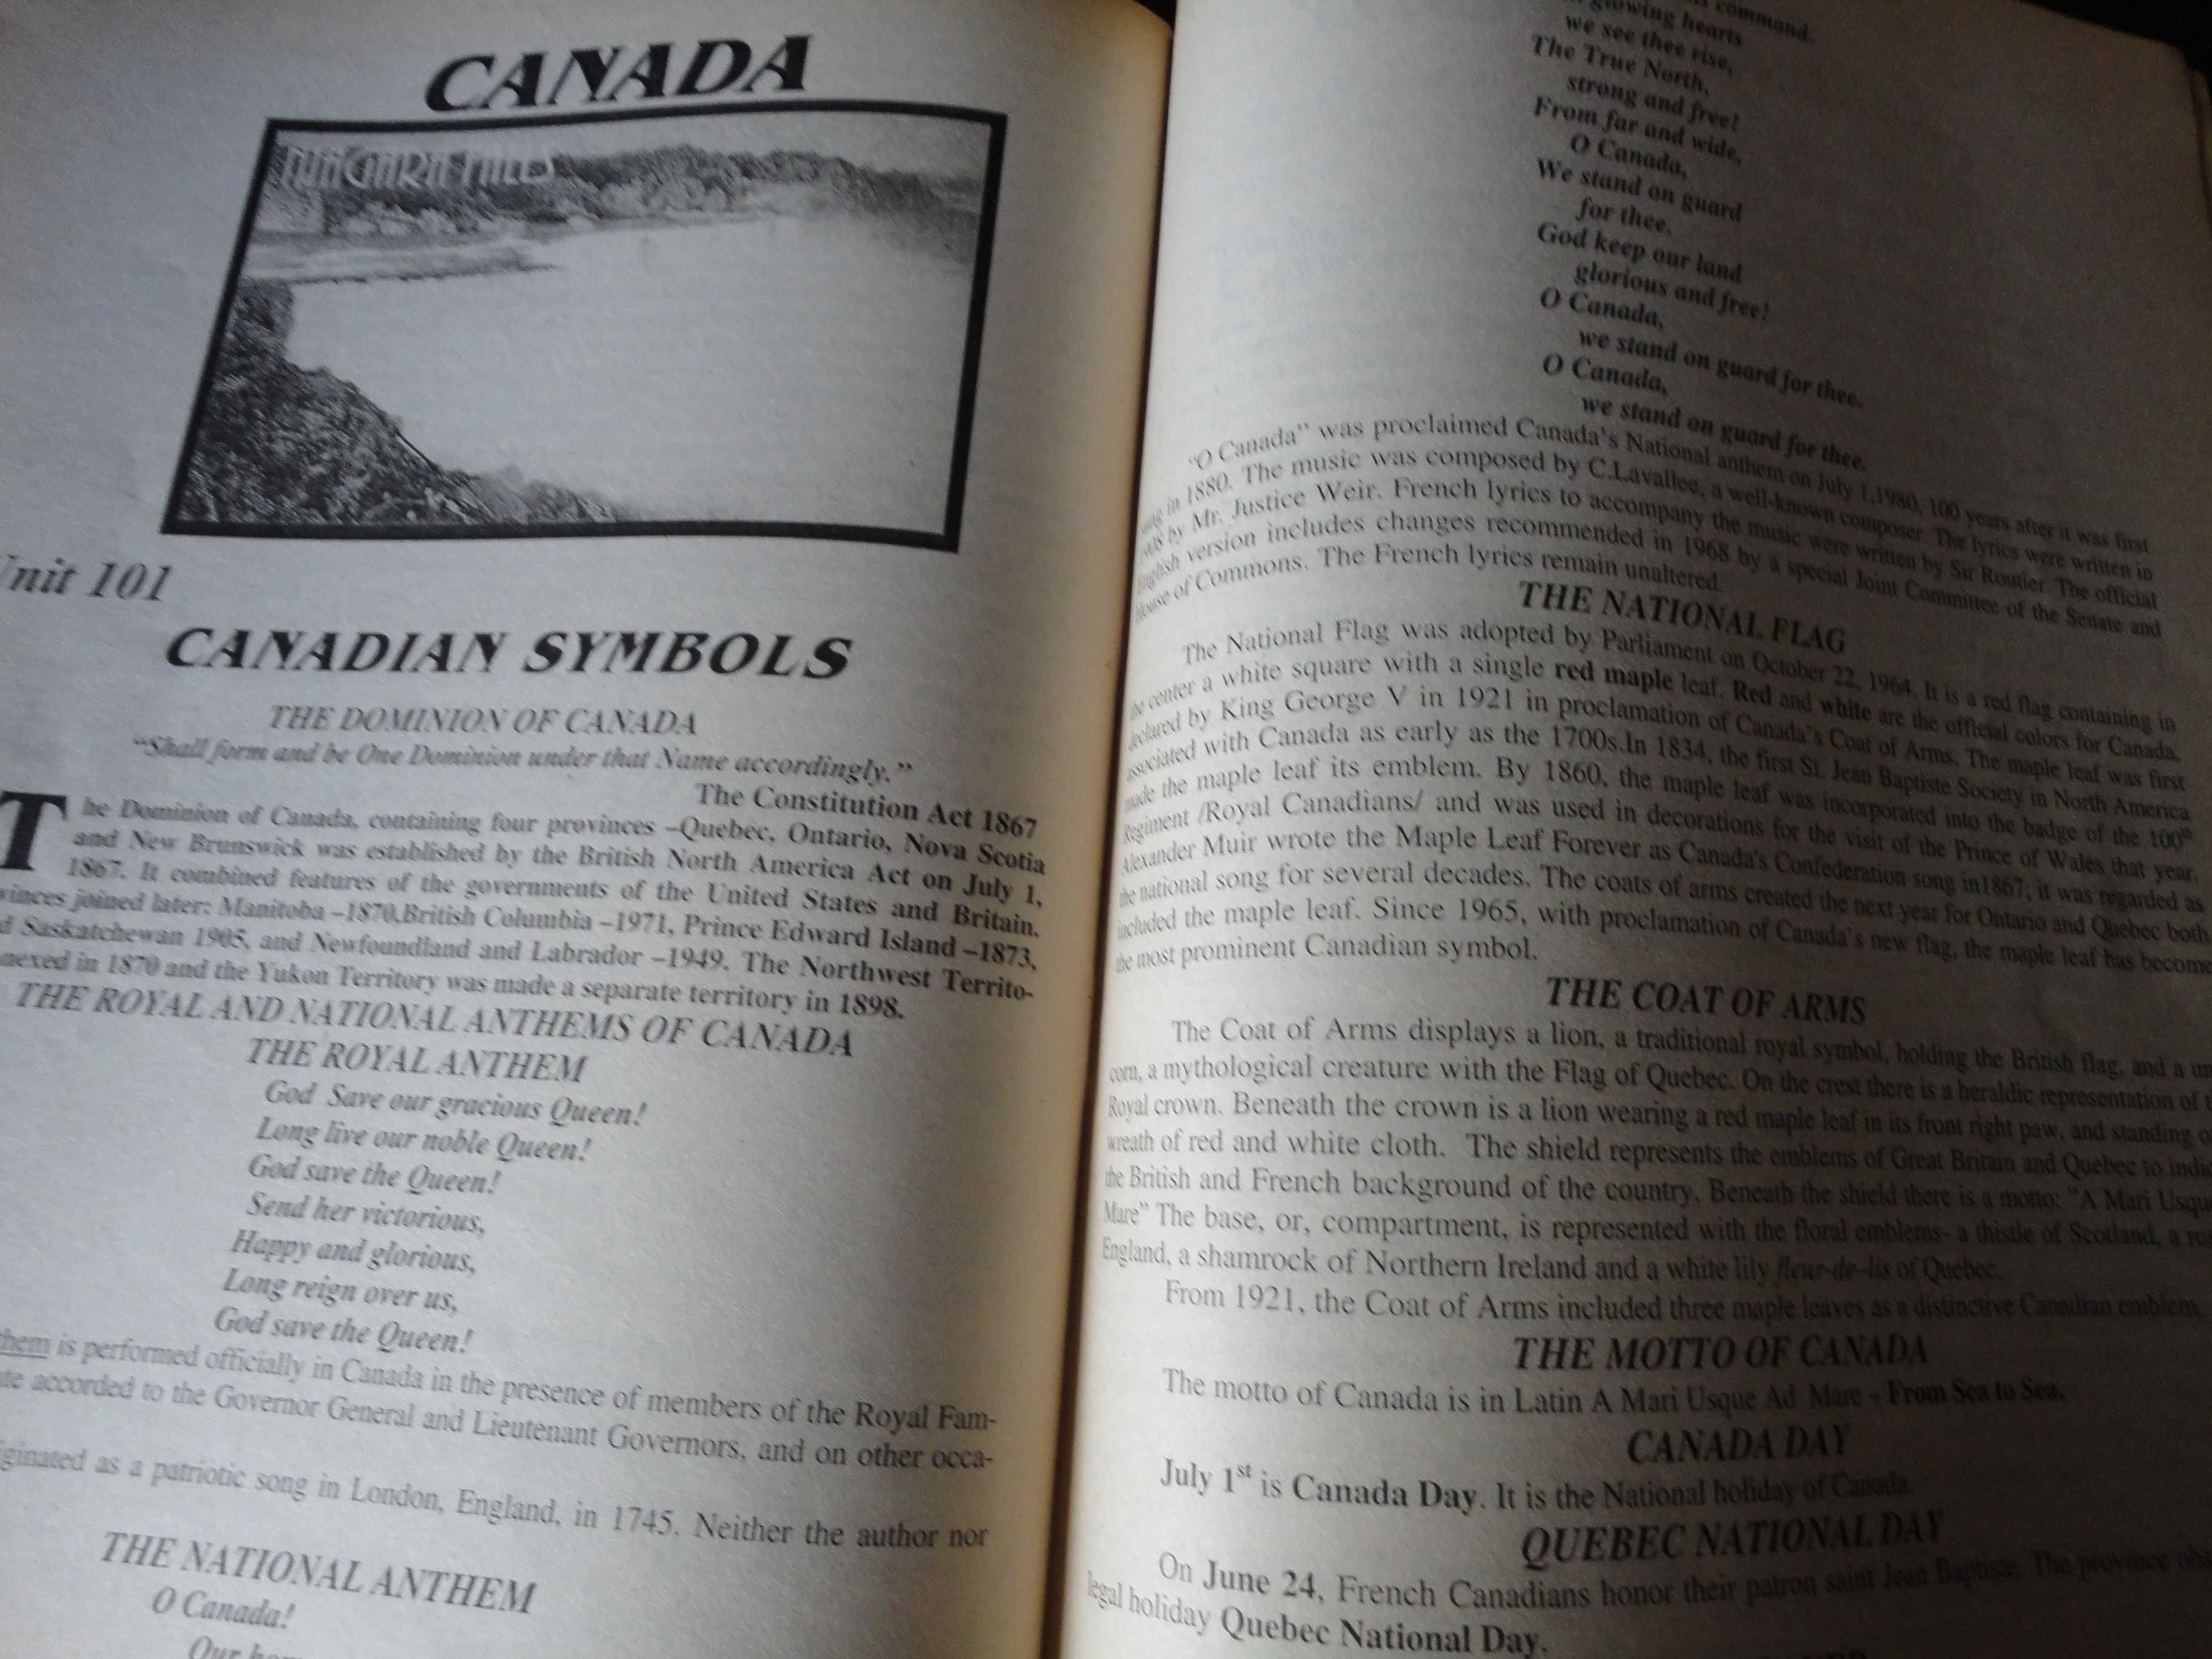 CANADA
NIAGARA FALLS
Unit 101
CANADIAN SYMBOLS
THE DOMINION OF CANADA
“Shall form and be One Dominion under that Name accordingly.”
The Constitution Act 1867
The Dominion of Canada, containing four provinces –Quebec, Ontario, Nova Scotia
and New Brunswick was established by the British North America Act on July 1,
1867. It combined features of the governments of the United States and Britain.
joined later: Manitoba –1870,British Columbia –1971, Prince Edward Island –1873,
Saskatchewan 1905, and Newfoundland and Labrador –1949. The Northwest Territo-
in 1870 and the Yukon Territory was made a separate territory in 1898.
THE ROYAL AND NATIONAL ANTHEMS OF CANADA
THE ROYAL ANTHEM
God Save our gracious Queen!
Long live our noble Queen!
God save the Queen!
Send her victorious,
Happy and glorious,
Long reign over us,
God save the Queen!
is performed officially in Canada in the presence of members of the Royal Fam-
accorded to the Governor General and Lieutenant Governors, and on other occa-
as a patriotic song in London, England, in 1745. Neither the author nor
THE NATIONAL ANTHEM
O Canada!
Our
command.
glowing hearts
we see thee rise,
The True North,
strong and free!
From far and wide,
O Canada,
We stand on guard
for thee.
God keep our land
glorious and free!
O Canada,
we stand on guard for thee.
O Canada,
we stand on guard for thee.
“O Canada” was proclaimed Canada’s National anthem on July 1,1980, 100 years after it was first
in 1880. The music was composed by C.Lavallee, a well-known composer. The lyrics were written in
by Mr. Justice Weir. French lyrics to accompany the music were written by Sir Routier. The official
English version includes changes recommended in 1968 by a special Joint Committee of the Senate and
House of Commons. The French lyrics remain unaltered.
THE NATIONAL FLAG
The National Flag was adopted by Parliament on October 22, 1964. It is a red flag containing in
the center a white square with a single red maple leaf. Red and white are the official colors for Canada,
declared by King George V in 1921 in proclamation of Canada’s Coat of Arms. The maple leaf was first
associated with Canada as early as the 1700s.In 1834, the first St. Jean Baptiste Society in North America
made the maple leaf its emblem. By 1860, the maple leaf was incorporated into the badge of the 100th
Regiment /Royal Canadians/ and was used in decorations for the visit of the Prince of Wales that year.
Alexander Muir wrote the Maple Leaf Forever as Canada's Confederation song in1867; it was regarded as
the national song for several decades. The coats of arms created the next year for Ontario and Quebec both
included the maple leaf. Since 1965, with proclamation of Canada’s new flag, the maple leaf has become
the most prominent Canadian symbol.
THE COAT OF ARMS
The Coat of Arms displays a lion, a traditional royal symbol, holding the British flag, and a
corn, a mythological creature with the Flag of Quebec. On the crest there is a heraldic representation of
Royal crown. Beneath the crown is a lion wearing a red maple leaf in its front right paw, and standing
wreath of red and white cloth. The shield represents the emblems of Great Britain and Quebec to
the British and French background of the country. Beneath the shield there is a motto: "A Mari Usque
Mare” The base, or, compartment, is represented with the floral emblems- a thistle of Scotland, a
England, a shamrock of Northern Ireland and a white lily fleur-de-lis of Quebec.
From 1921, the Coat of Arms included three maple leaves as a distinctive Canadian emblem.
THE MOTTO OF CANADA
The motto of Canada is in Latin A Mari Usque Ad Mare – From Sea to Sea.
CANADA DAY
July 1st is Canada Day. It is the National holiday of Canada.
QUEBEC NATIONAL DAY
On June 24, French Canadians honor their patron saint Jean Baptiste. The province
legal holiday Quebec National Day.